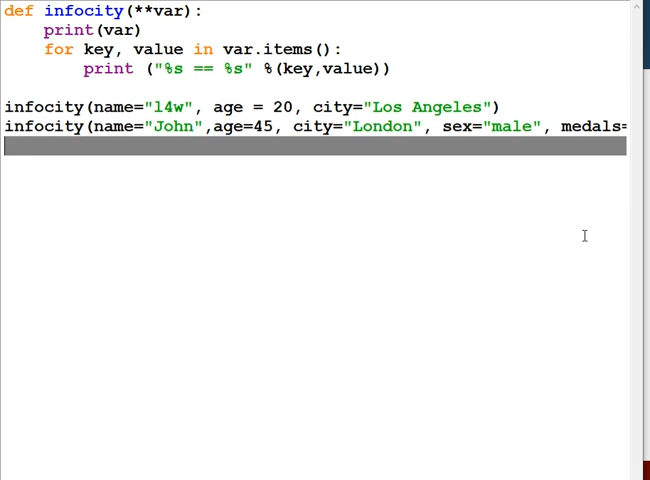 def infocity(**var):
    print(var)
    for key, value in var.items():
        print ("%s == %s" %(key,value))
infocity(name="l4w", age = 20, city="Los Angeles")
infocity(name="John",age=45, city="London", sex="male", medals=